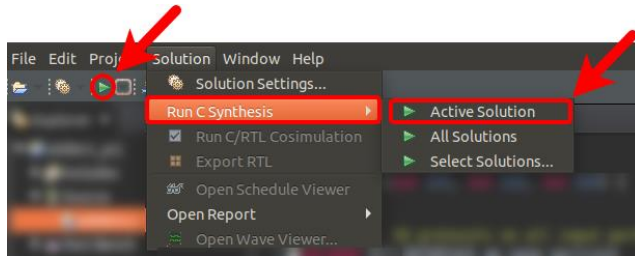 File Edit Proje Solution Window Help
Solution Settings...
Run C Synthesis
Active Solution
Run C/RTL Cosimulation
All Solutions
Export RTL
Select Solutions...
Open Schedule Viewer
Open Report
Open Wave Viewer...